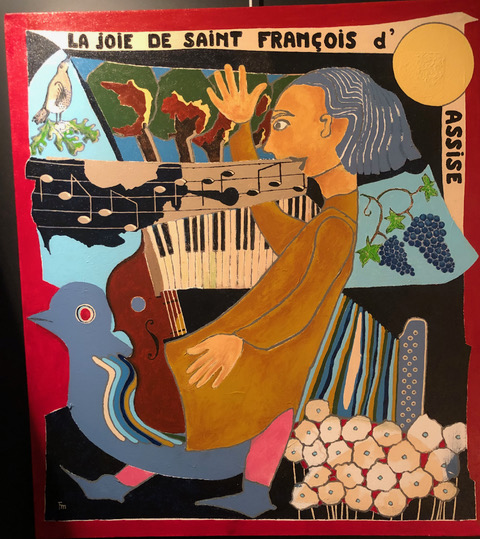 LA JOIE DE SAINT FRANÇOIS d'
ASSISE